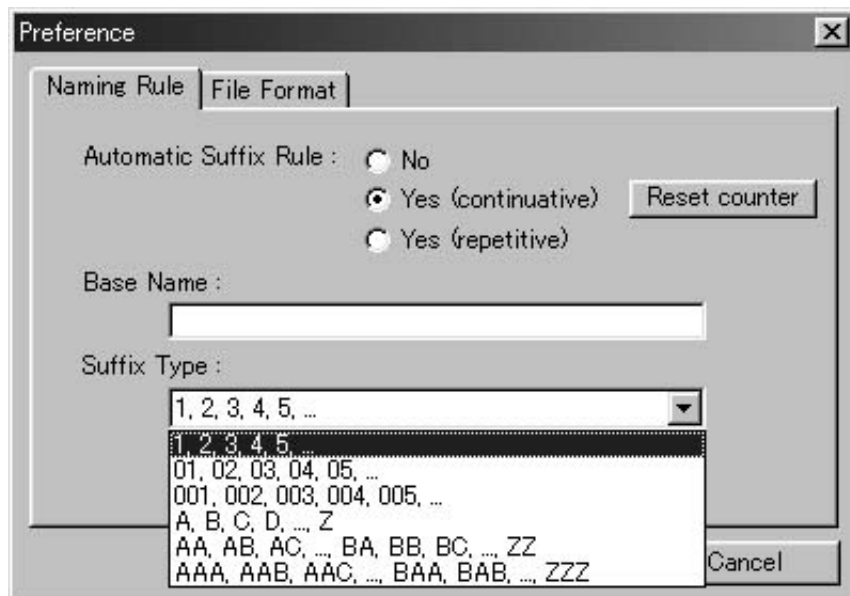 Preference
Naming Rule File Format
Automatic Suffix Rule : No
Yes (continuative) Reset counter
Yes (repetitive)
Base Name :
Suffix Type :
1, 2, 3, 4, 5, ...
1, 2, 3, 4, 5, ...
01, 02, 03, 04, 05, ...
001, 002, 003, 004, 005, ...
A, B, C, D, ..., Z
AA, AB, AC, ..., BA, BB, BC, ..., ZZ
AAA, AAB, AAC, ..., BAA, BAB, ..., ZZZ
Cancel